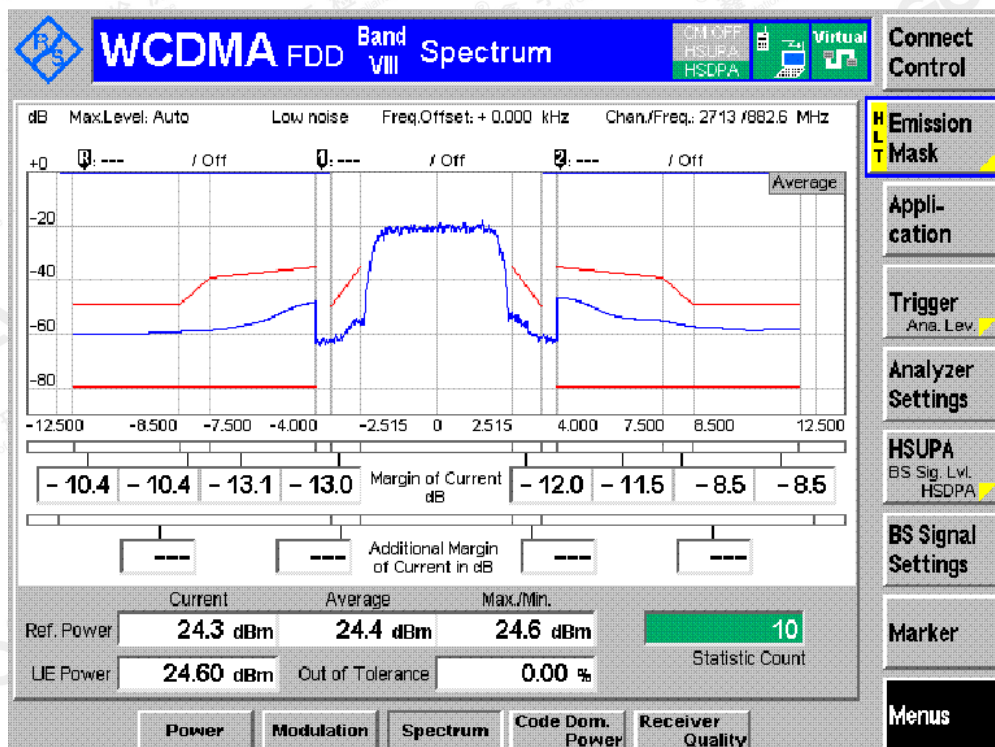 R&S WCDMA FDD Band VIII Spectrum
CM OFF
HSUPA
HSDPA
Virtual
Connect Control
dB Max.Level: Auto Low noise Freq.Offset: + 0.000 kHz Chan./Freq.: 2713 /882.6 MHz
HLT Emission Mask
R: --- / Off 1: --- / Off 2: --- / Off
Average
+0
-20
-40
-60
-80
-12.500 -8.500 -7.500 -4.000 -2.515 0 2.515 4.000 7.500 8.500 12.500
Appli-
cation
Trigger
Ana. Lev.
Analyzer
Settings
- 10.4 - 10.4 - 13.1 - 13.0 Margin of Current dB - 12.0 - 11.5 - 8.5 - 8.5
HSUPA
BS Sig. Lvl.
HSDPA
--- --- Additional Margin of Current in dB --- ---
BS Signal
Settings
Current Average Max./Min.
Ref. Power 24.3 dBm 24.4 dBm 24.6 dBm 10
Statistic Count
UE Power 24.60 dBm Out of Tolerance 0.00 %
Marker
Menus
Power Modulation Spectrum Code Dom. Power Receiver Quality